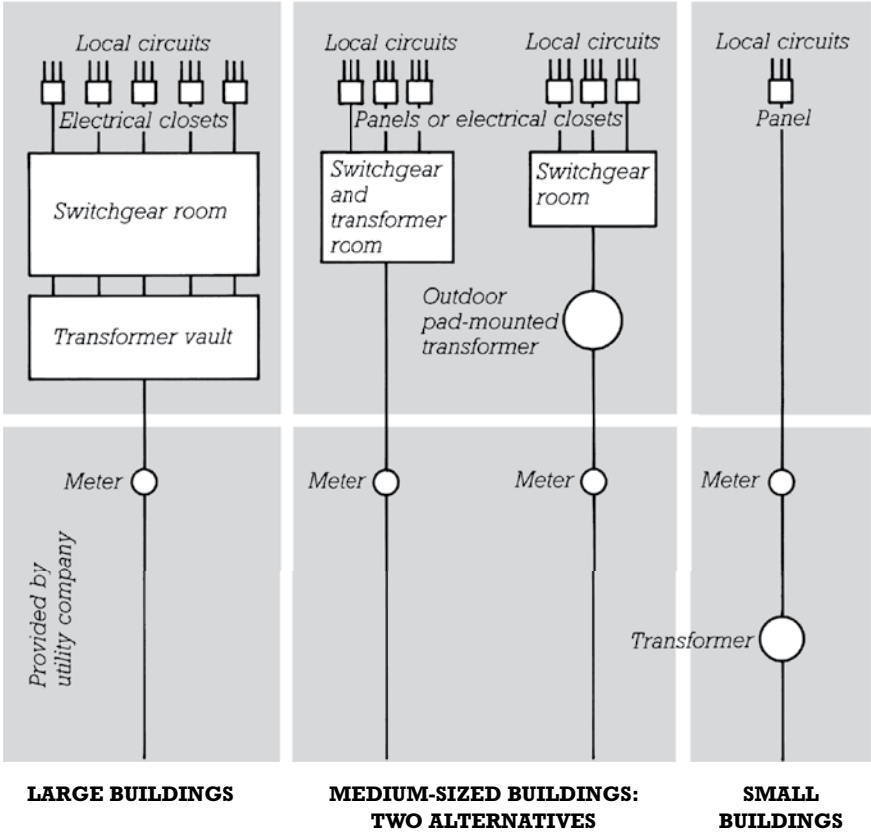 Local circuits
Electrical closets
Switchgear room
Transformer vault
Meter
Provided by
utility company
LARGE BUILDINGS
Local circuits
Local circuits
Panels or electrical closets
Switchgear
and
transformer
room
Switchgear
room
Outdoor
pad-mounted
transformer
Meter
Meter
MEDIUM-SIZED BUILDINGS:
TWO ALTERNATIVES
Local circuits
Panel
Meter
Transformer
SMALL
BUILDINGS